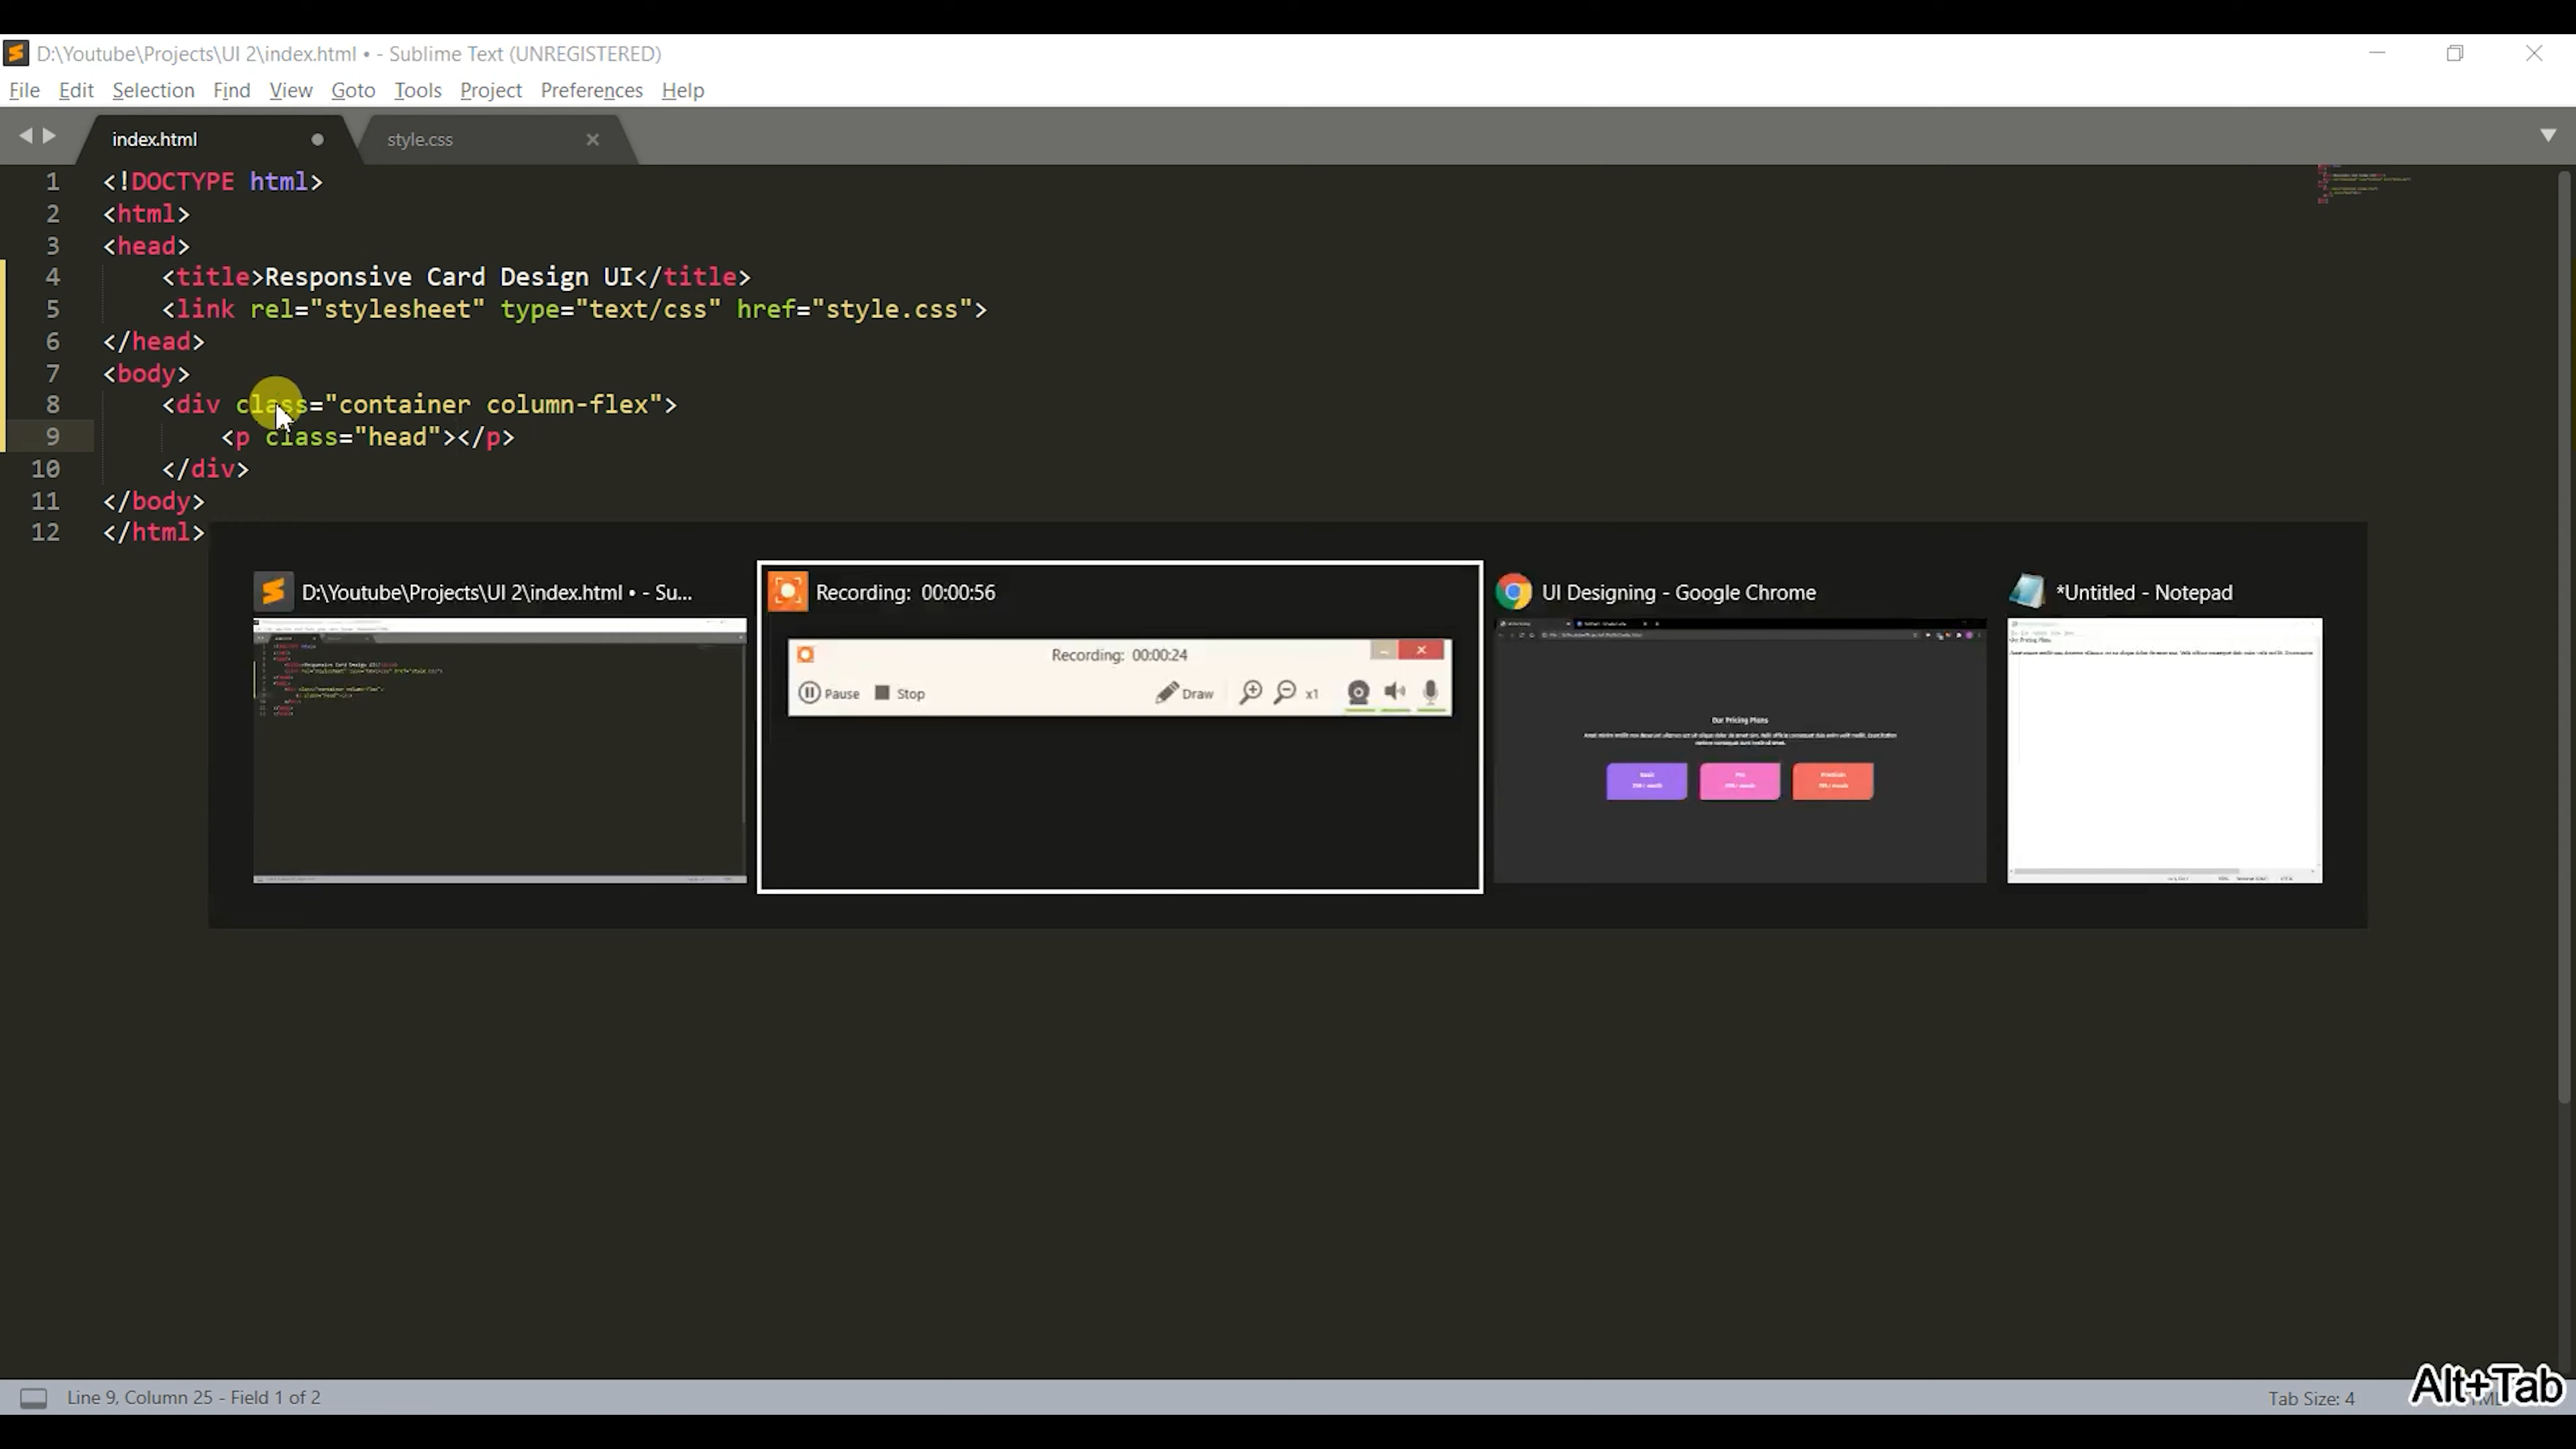 D:\Youtube\Projects\UI 2\index.html • - Sublime Text (UNREGISTERED)
File Edit Selection Find View Goto Tools Project Preferences Help
index.html
style.css
1 <!DOCTYPE html>
2 <html>
3 <head>
4 <title>Responsive Card Design UI</title>
5 <link rel="stylesheet" type="text/css" href="style.css">
6 </head>
7 <body>
8 <div class="container column-flex">
9 <p class="head"></p>
10 </div>
11 </body>
12 </html>
D:\Youtube\Projects\UI 2\index.html • - Su...
Recording: 00:00:56
UI Designing - Google Chrome
*Untitled - Notepad
Recording: 00:00:24
Pause Stop Draw x1
Our Pricing Plans
Line 9, Column 25 - Field 1 of 2
Tab Size: 4
Alt+Tab